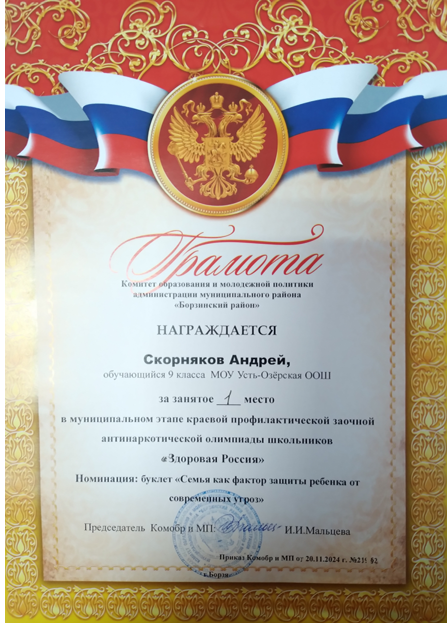 Грамота
Комитет образования и молодежной политики
администрации муниципального района
«Борзинский район»
НАГРАЖДАЕТСЯ
Скорняков Андрей,
обучающийся 9 класса МОУ Усть-Озёрская ООШ
за занятое 1 место
в муниципальном этапе краевой профилактической заочной
антинаркотической олимпиады школьников
«Здоровая Россия»
Номинация: буклет «Семья как фактор защиты ребенка от
современных угроз»
Председатель Комобр и МП: И.И.Мальцева
Приказ Комобр и МП от 20.11.2024 г.
г.Борзя